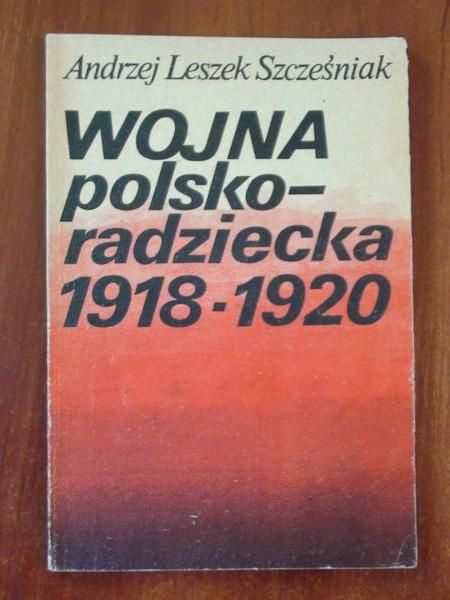 Andrzej Leszek Szcześniak
WOJNA
polsko-
radziecka
1918 - 1920